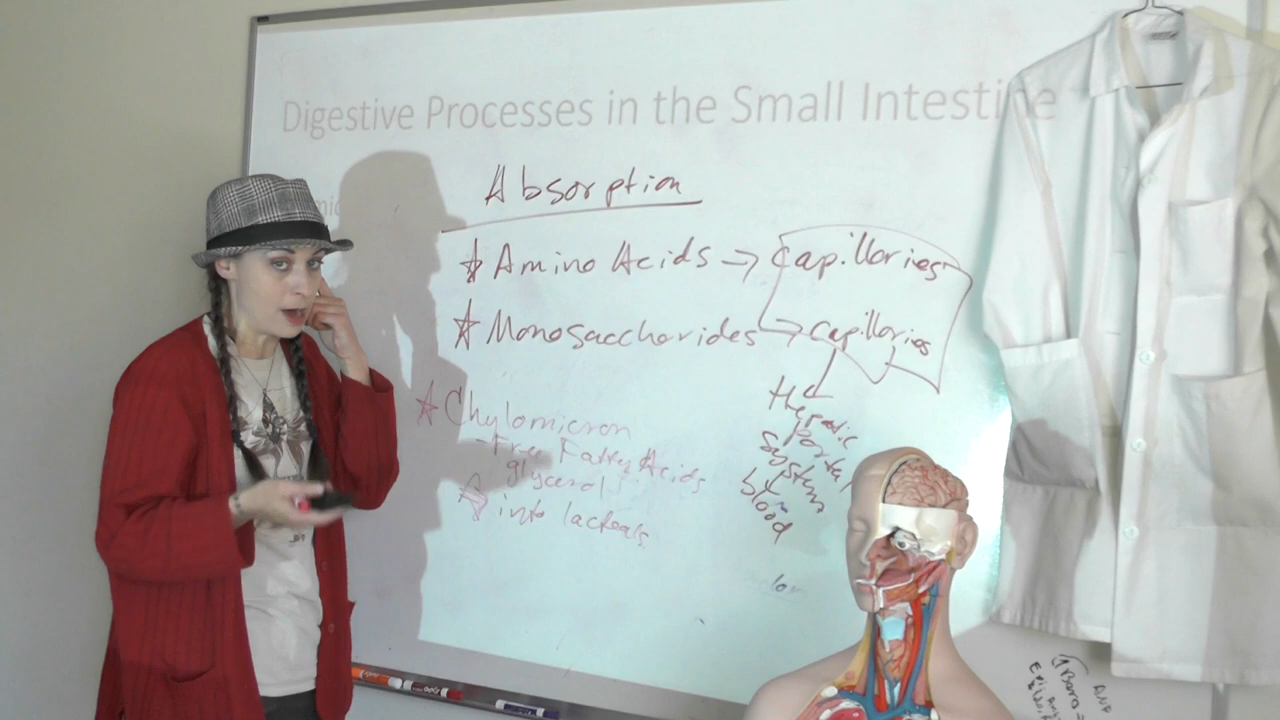 Digestive Processes in the Small Intestine
Absorption
Amino Acids → Capillaries
Monosaccharides → capillaries
Chylomicron
- Free Fatty Acids
glycerols
into lacteals
Hepatic
portal
system
blood